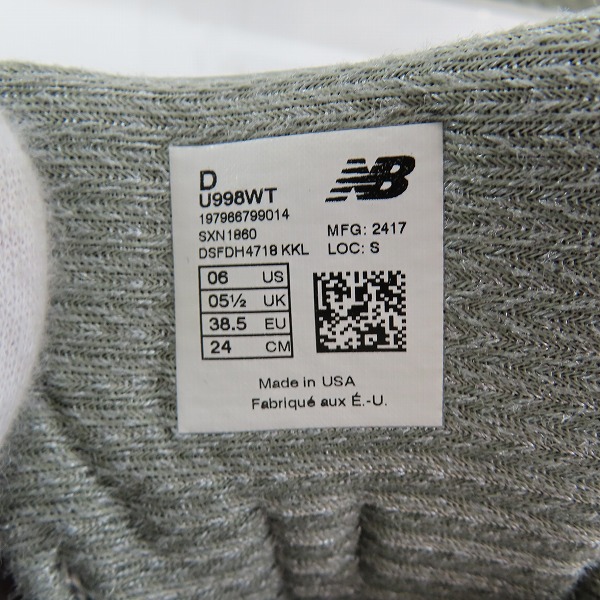 D
U998WT
197966799014
SXN1860
DSFDH4718 KKL
NB
MFG: 2417
LOC: S
06 US
05½ UK
38.5 EU
24 CM
Made in USA
Fabriqué aux É.-U.